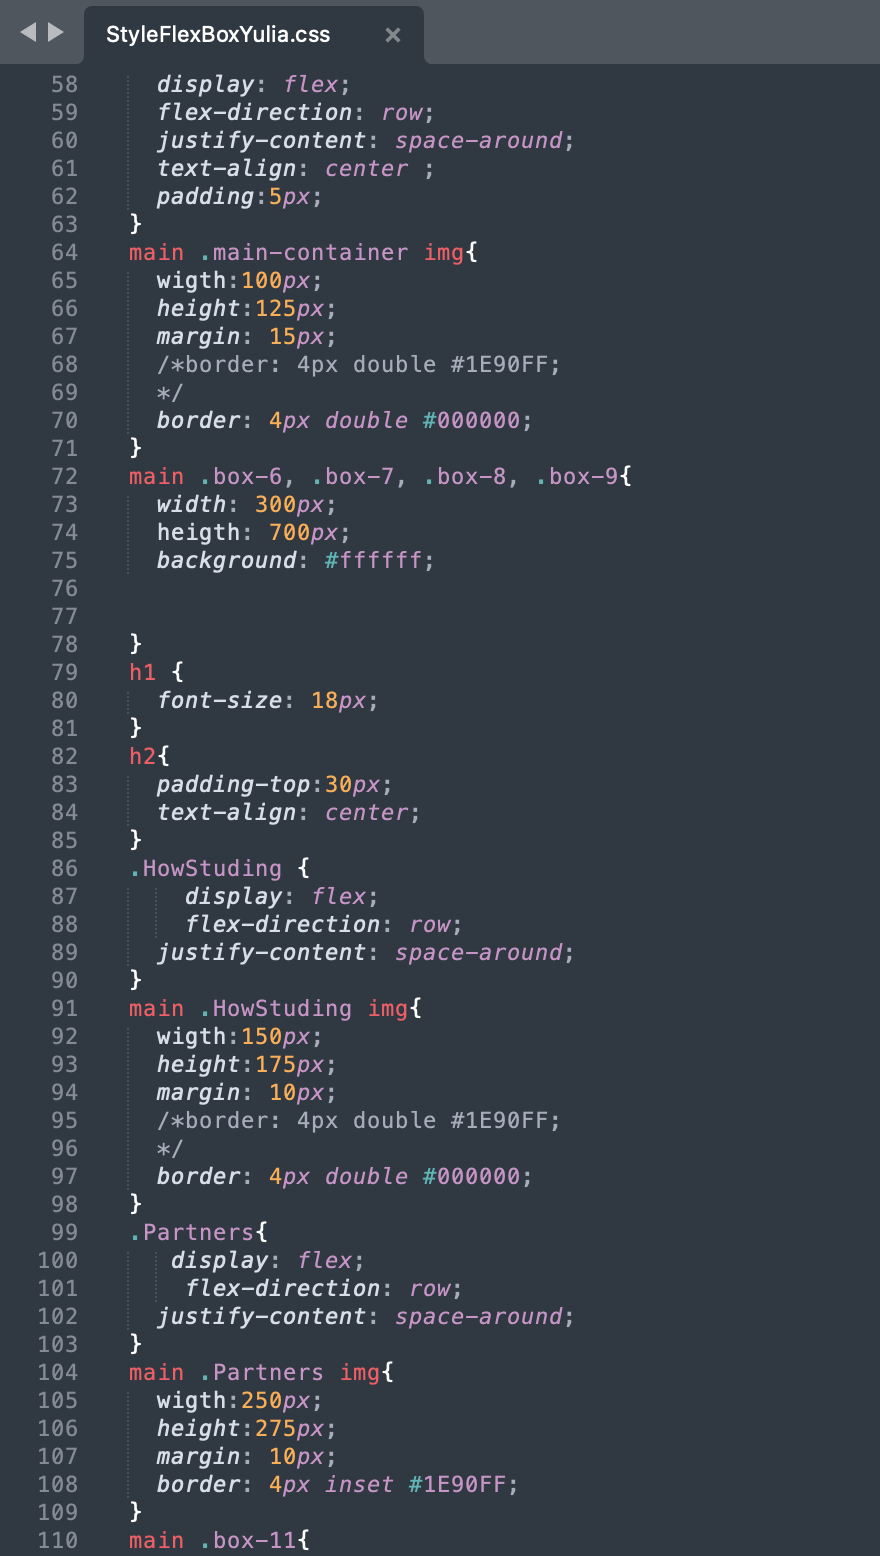 StyleFlexBoxYulia.css ×
58 display: flex;
59 flex-direction: row;
60 justify-content: space-around;
61 text-align: center ;
62 padding:5px;
63 }
64 main .main-container img{
65 wigth:100px;
66 height:125px;
67 margin: 15px;
68 /*border: 4px double #1E90FF;
69 */
70 border: 4px double #000000;
71 }
72 main .box-6, .box-7, .box-8, .box-9{
73 width: 300px;
74 heigth: 700px;
75 background: #ffffff;
76
77
78 }
79 h1 {
80 font-size: 18px;
81 }
82 h2{
83 padding-top:30px;
84 text-align: center;
85 }
86 .HowStuding {
87 display: flex;
88 flex-direction: row;
89 justify-content: space-around;
90 }
91 main .HowStuding img{
92 wigth:150px;
93 height:175px;
94 margin: 10px;
95 /*border: 4px double #1E90FF;
96 */
97 border: 4px double #000000;
98 }
99 .Partners{
100 display: flex;
101 flex-direction: row;
102 justify-content: space-around;
103 }
104 main .Partners img{
105 wigth:250px;
106 height:275px;
107 margin: 10px;
108 border: 4px inset #1E90FF;
109 }
110 main .box-11{